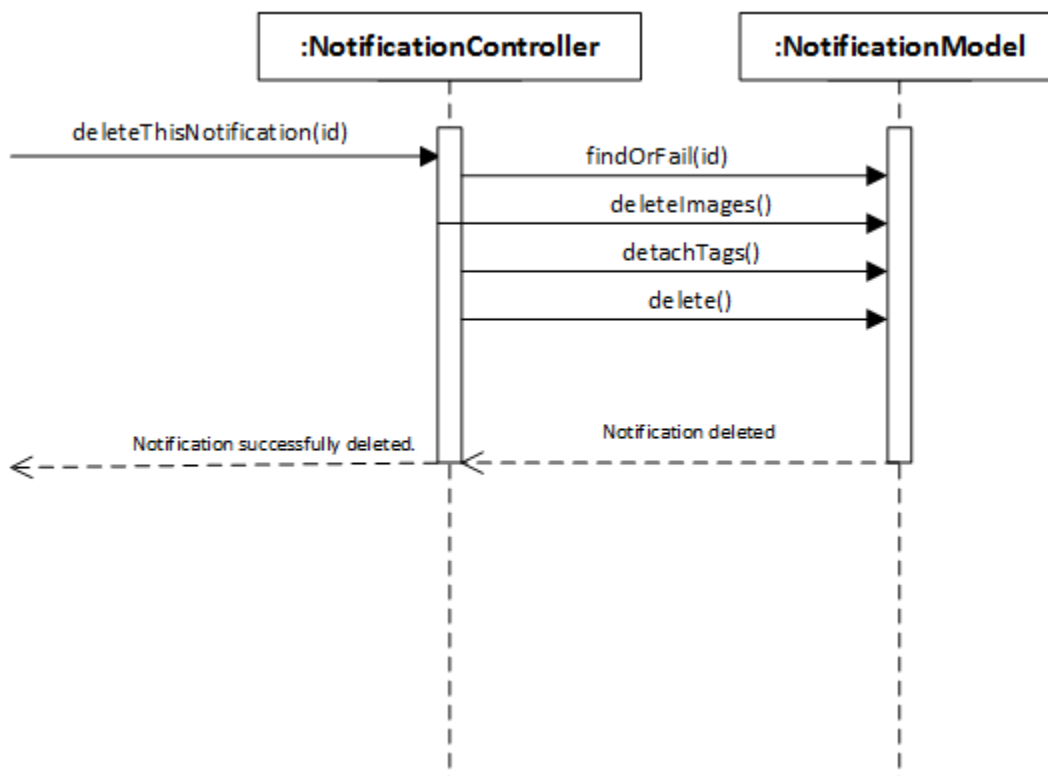 :NotificationController
:NotificationModel
deleteThisNotification(id)
findOrFail(id)
deleteImages()
detachTags()
delete()
Notification successfully deleted.
Notification deleted